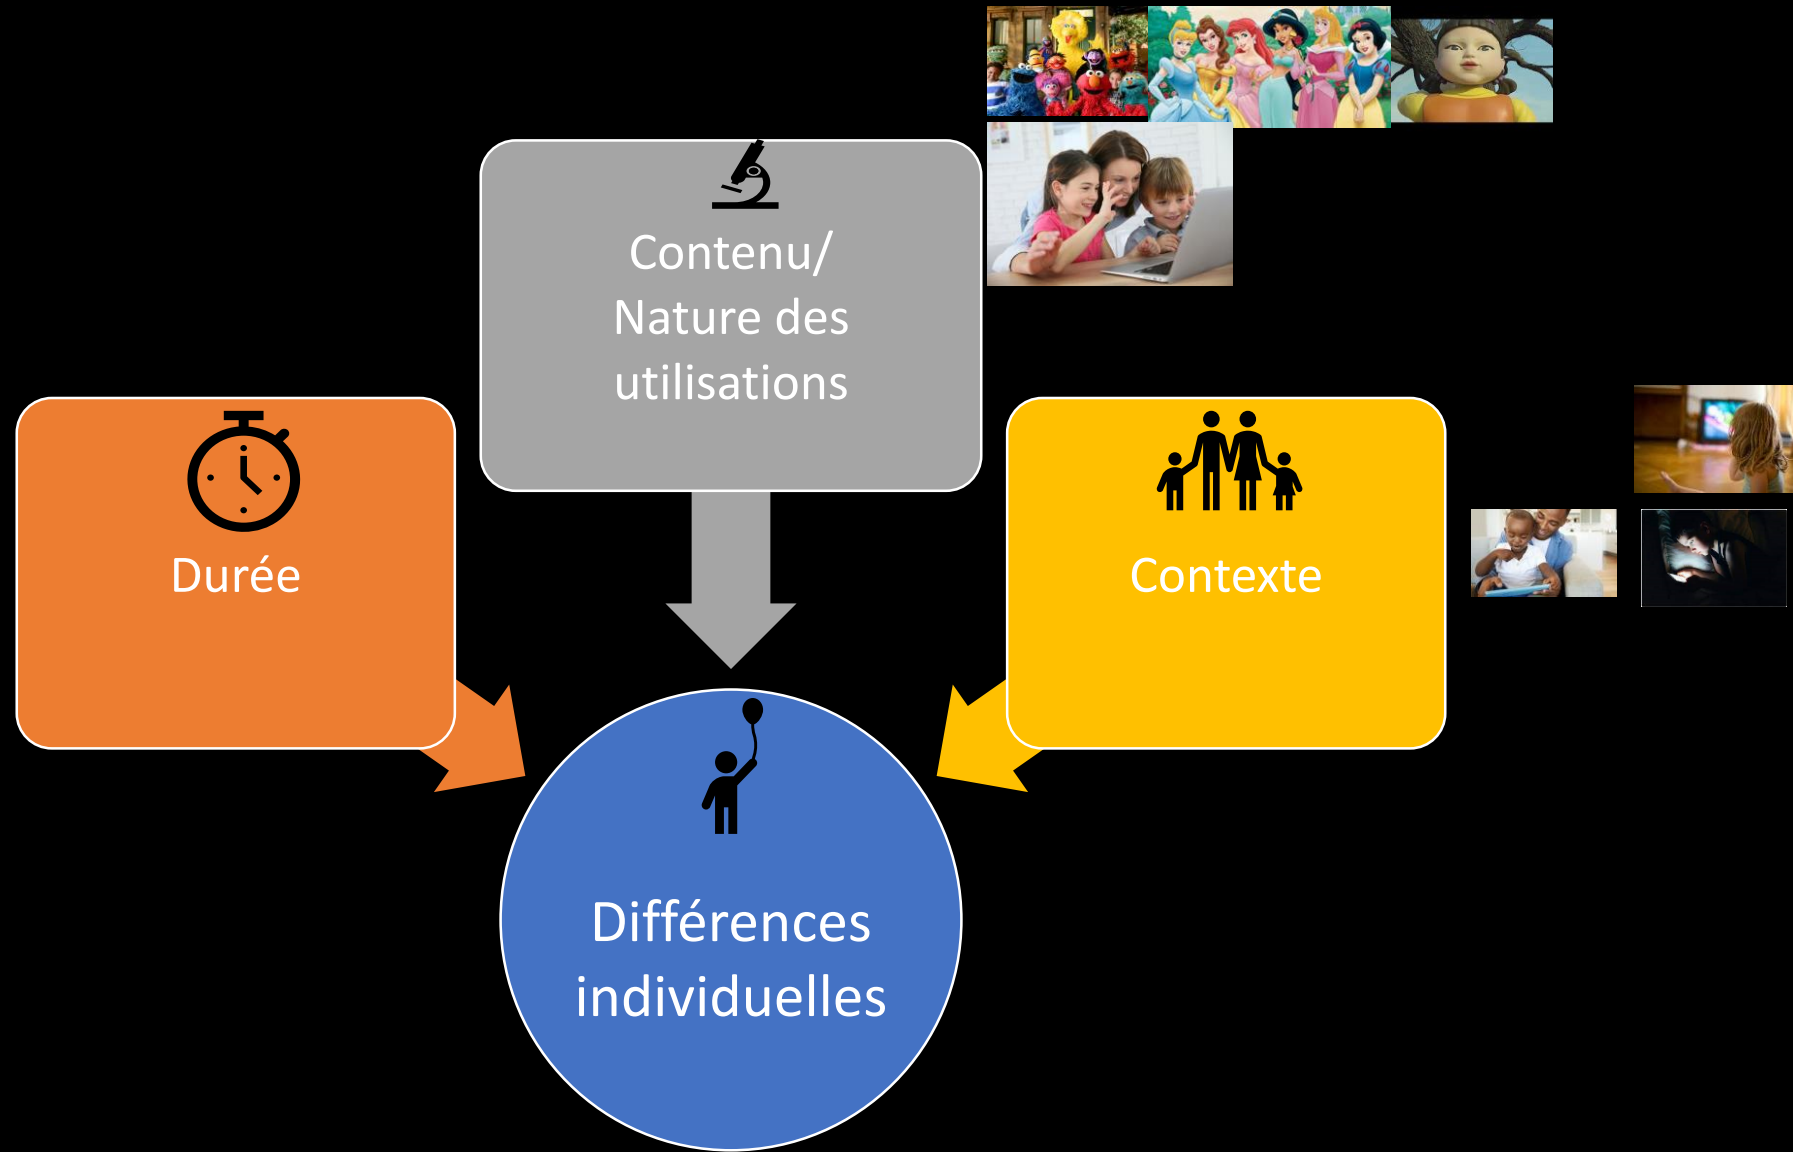 Contenu/
Nature des
utilisations
Durée
Contexte
Différences
individuelles